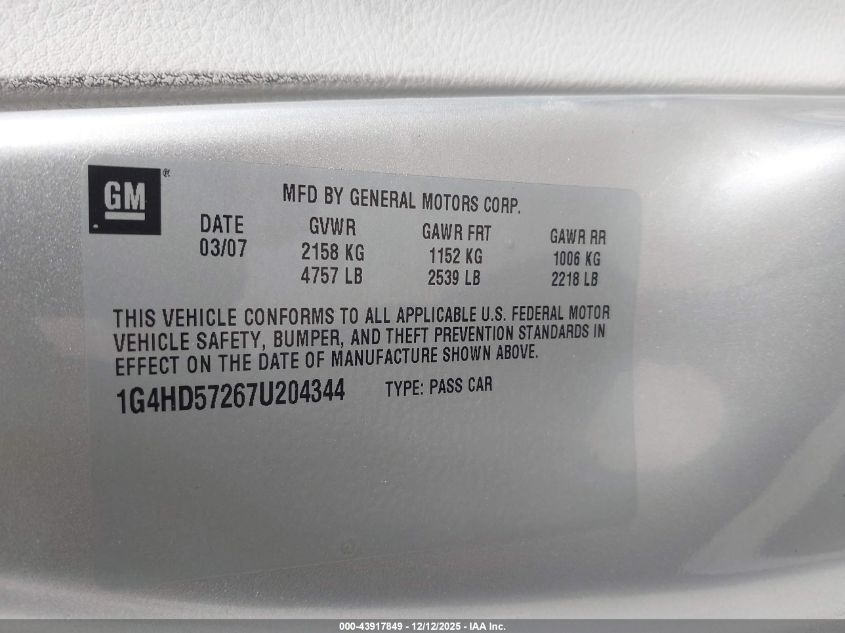 GM®
MFD BY GENERAL MOTORS CORP.
DATE GVWR GAWR FRT GAWR RR
03/07 2158 KG 1152 KG 1006 KG
4757 LB 2539 LB 2218 LB
THIS VEHICLE CONFORMS TO ALL APPLICABLE U.S. FEDERAL MOTOR
VEHICLE SAFETY, BUMPER, AND THEFT PREVENTION STANDARDS IN
EFFECT ON THE DATE OF MANUFACTURE SHOWN ABOVE.
1G4HD57267U204344 TYPE: PASS CAR
000-43917849 - 12/12/2025 - IAA Inc.